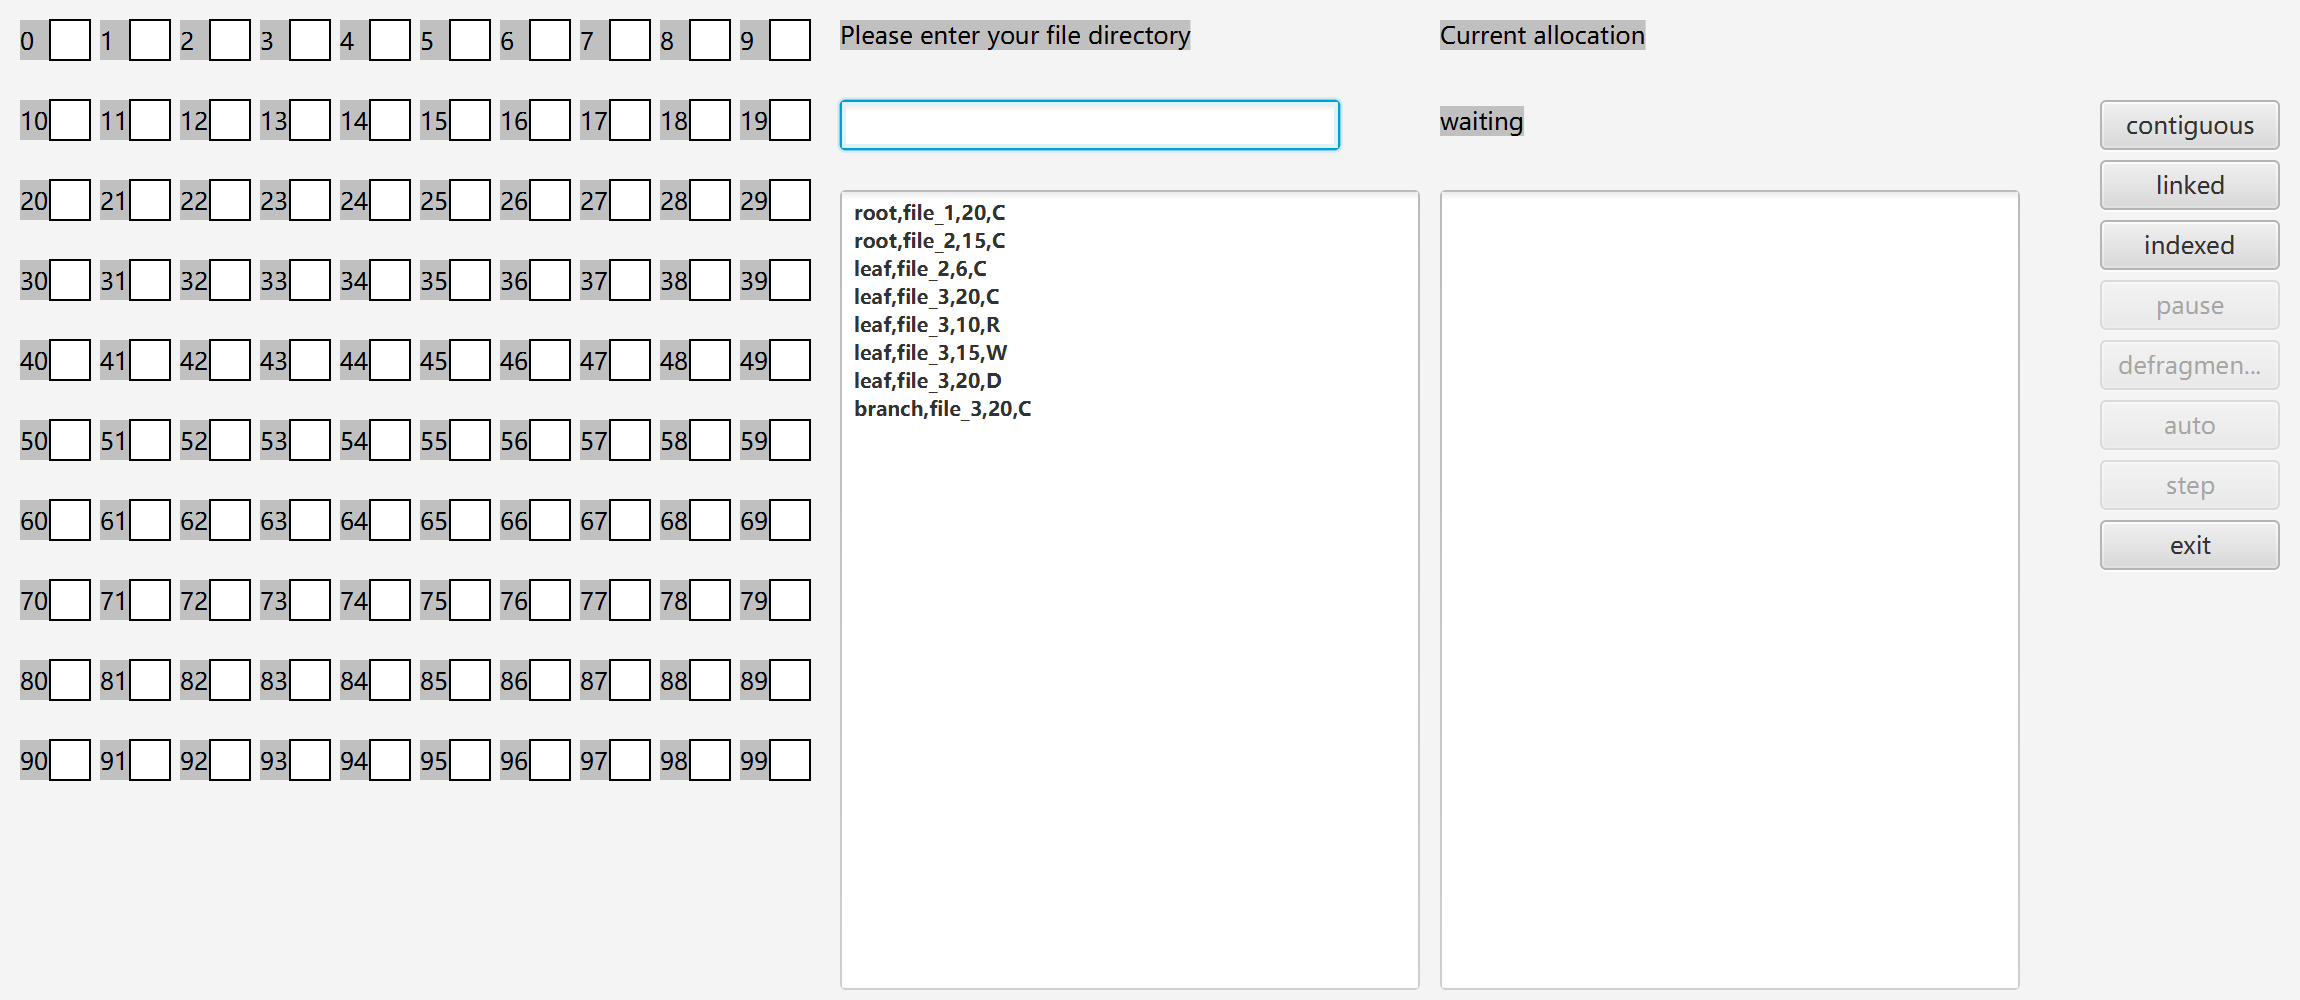 0 1 2 3 4 5 6 7 8 9
10 11 12 13 14 15 16 17 18 19
20 21 22 23 24 25 26 27 28 29
30 31 32 33 34 35 36 37 38 39
40 41 42 43 44 45 46 47 48 49
50 51 52 53 54 55 56 57 58 59
60 61 62 63 64 65 66 67 68 69
70 71 72 73 74 75 76 77 78 79
80 81 82 83 84 85 86 87 88 89
90 91 92 93 94 95 96 97 98 99
Please enter your file directory
root,file_1,20,C
root,file_2,15,C
leaf,file_2,6,C
leaf,file_3,20,C
leaf,file_3,10,R
leaf,file_3,15,W
leaf,file_3,20,D
branch,file_3,20,C
Current allocation
waiting
contiguous
linked
indexed
pause
defragmen...
auto
step
exit